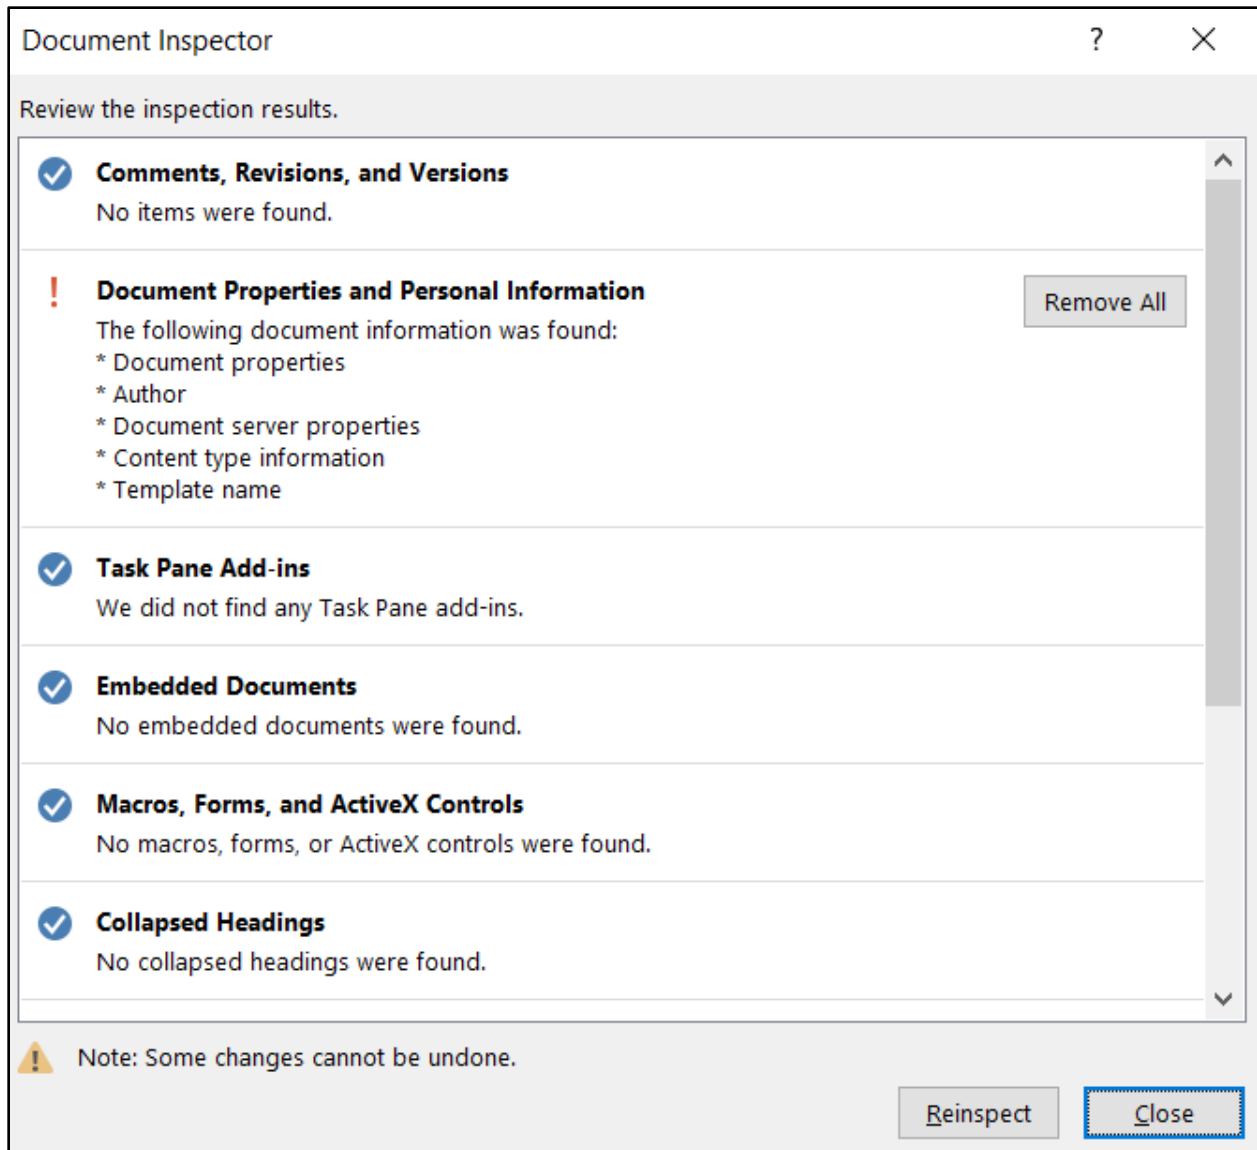 Document Inspector ?
Review the inspection results.
Comments, Revisions, and Versions
No items were found.
! Document Properties and Personal Information
Remove All
The following document information was found:
* Document properties
* Author
* Document server properties
* Content type information
* Template name
Task Pane Add-ins
We did not find any Task Pane add-ins.
Embedded Documents
No embedded documents were found.
Macros, Forms, and ActiveX Controls
No macros, forms, or ActiveX controls were found.
Collapsed Headings
No collapsed headings were found.
! Note: Some changes cannot be undone.
Reinspect Close